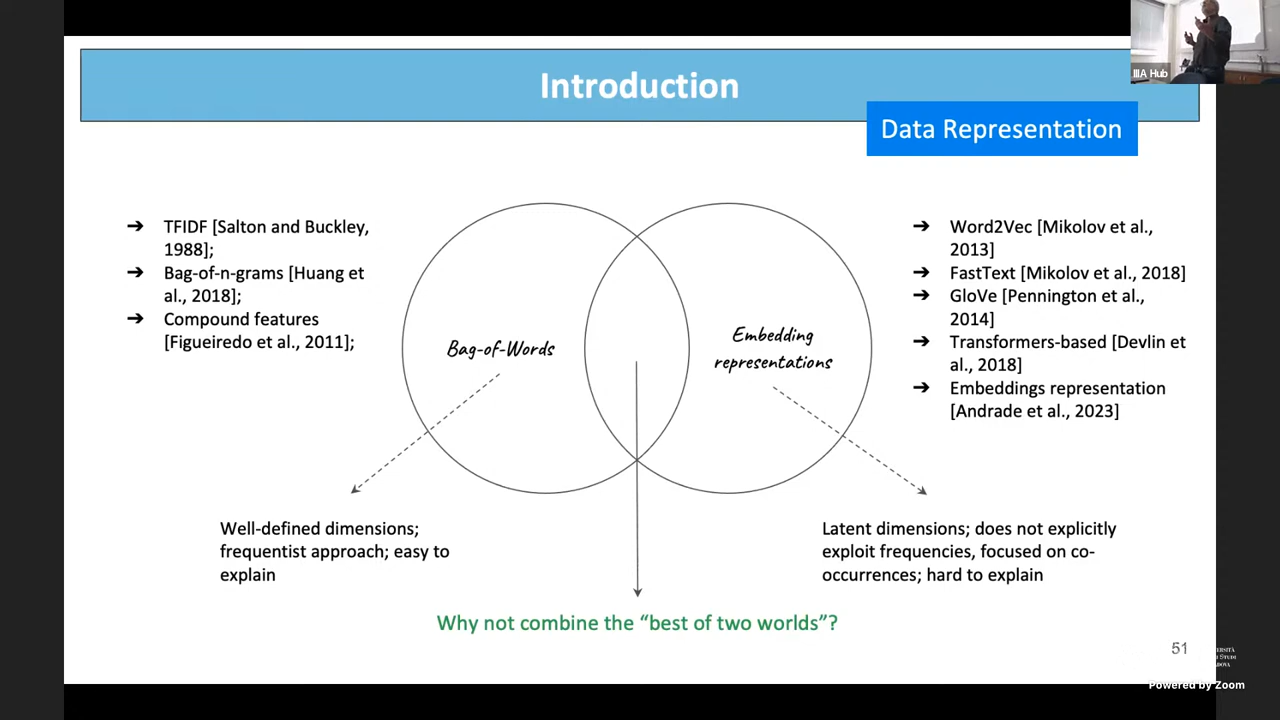 IIIA Hub
Introduction
Data Representation
➔ TFIDF [Salton and Buckley,
1988];
➔ Bag-of-n-grams [Huang et
al., 2018];
➔ Compound features
[Figueiredo et al., 2011];
Bag-of-Words
Embedding
representations
➔ Word2Vec [Mikolov et al.,
2013]
➔ FastText [Mikolov et al., 2018]
➔ GloVe [Pennington et al.,
2014]
➔ Transformers-based [Devlin et
al., 2018]
➔ Embeddings representation
[Andrade et al., 2023]
Well-defined dimensions;
frequentist approach; easy to
explain
Latent dimensions; does not explicitly
exploit frequencies, focused on co-
occurrences; hard to explain
Why not combine the “best of two worlds”?
51
Powered by Zoom